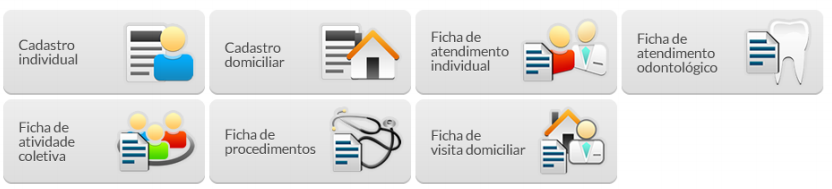 Cadastro
individual
Cadastro
domiciliar
Ficha de
atendimento
individual
Ficha de
atendimento
odontológico
Ficha de
atividade
coletiva
Ficha de
procedimentos
Ficha de
visita domiciliar